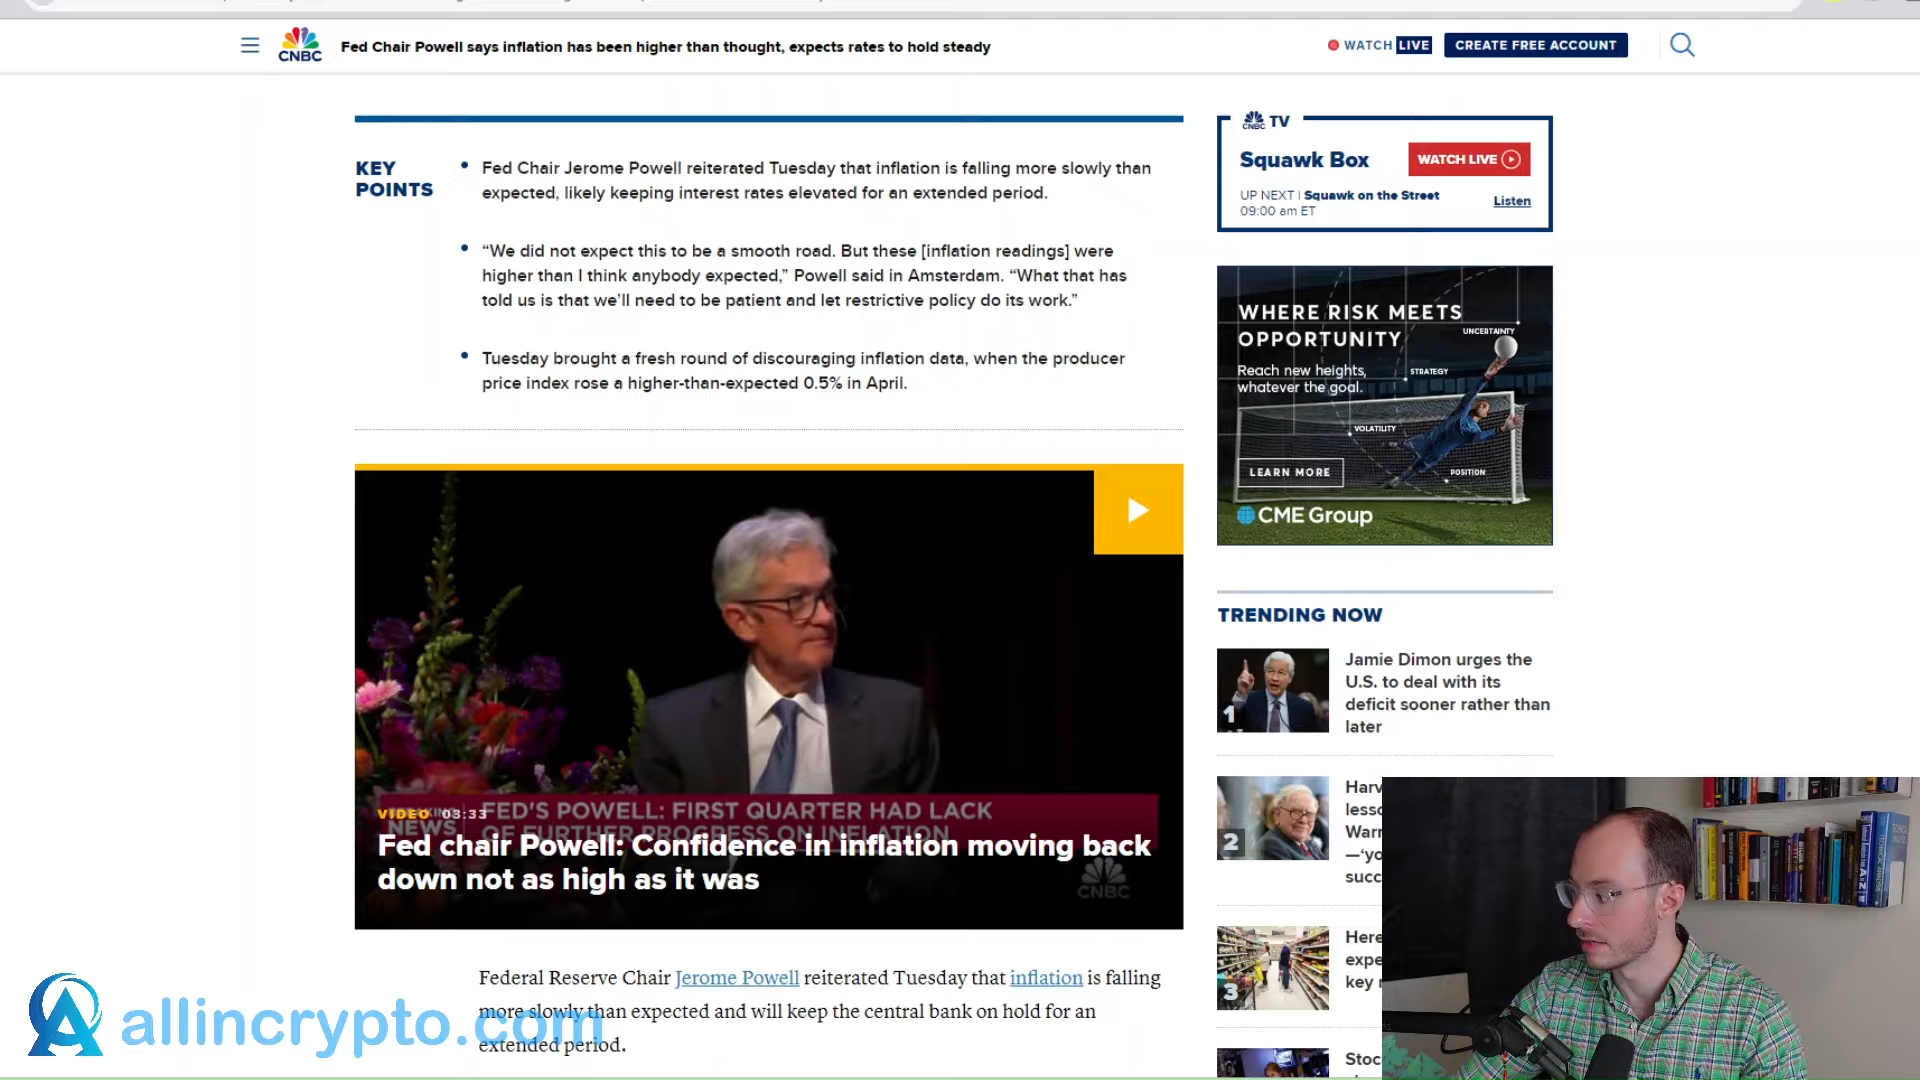 CNBC
Fed Chair Powell says inflation has been higher than thought, expects rates to hold steady
WATCH LIVE
CREATE FREE ACCOUNT
KEY
POINTS
Fed Chair Jerome Powell reiterated Tuesday that inflation is falling more slowly than
expected, likely keeping interest rates elevated for an extended period.
“We did not expect this to be a smooth road. But these [inflation readings] were
higher than I think anybody expected,” Powell said in Amsterdam. “What that has
told us is that we’ll need to be patient and let restrictive policy do its work.”
Tuesday brought a fresh round of discouraging inflation data, when the producer
price index rose a higher-than-expected 0.5% in April.
CNBC TV
Squawk Box
WATCH LIVE
UP NEXT | Squawk on the Street
09:00 am ET
Listen
WHERE RISK MEETS
OPPORTUNITY
UNCERTAINTY
Reach new heights,
whatever the goal.
STRATEGY
VOLATILITY
LEARN MORE
POSITION
CME Group
TRENDING NOW
1
Jamie Dimon urges the
U.S. to deal with its
deficit sooner rather than
later
2
Harv
lesso
Warr
—‘yo
succ
3
Here
expe
key
Stoc
VIDEO 03:33
BREAKING NEWS
FED'S POWELL: FIRST QUARTER HAD LACK
OF FURTHER PROGRESS ON INFLATION
Fed chair Powell: Confidence in inflation moving back
down not as high as it was
CNBC
Federal Reserve Chair Jerome Powell reiterated Tuesday that inflation is falling
more slowly than expected and will keep the central bank on hold for an
extended period.
allincrypto.com